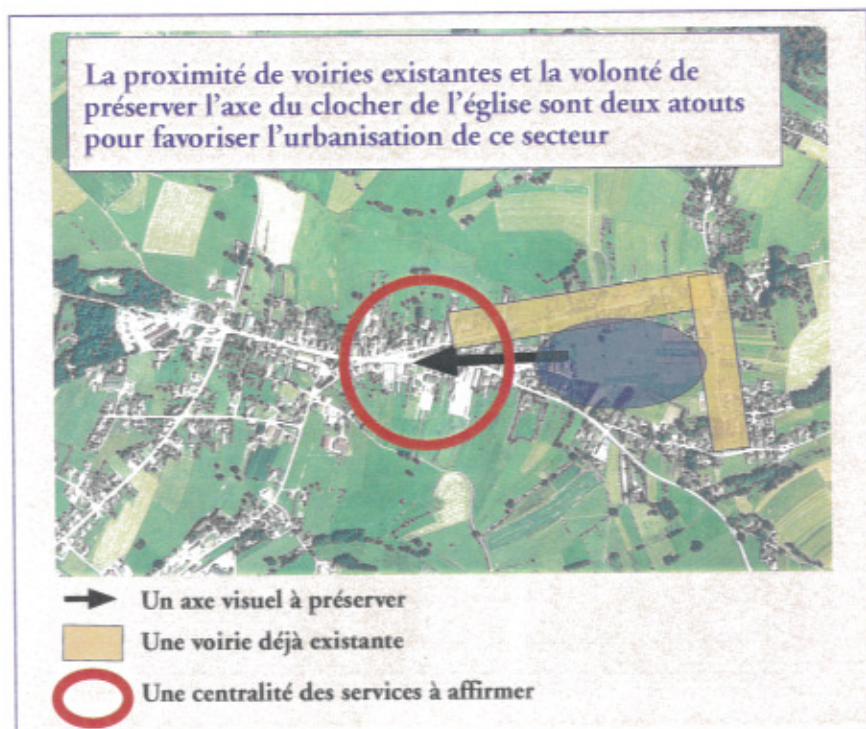 La proximité de voiries existantes et la volonté de
préserver l'axe du clocher de l'église sont deux atouts
pour favoriser l'urbanisation de ce secteur
Un axe visuel à préserver
Une voirie déjà existante
Une centralité des services à affirmer